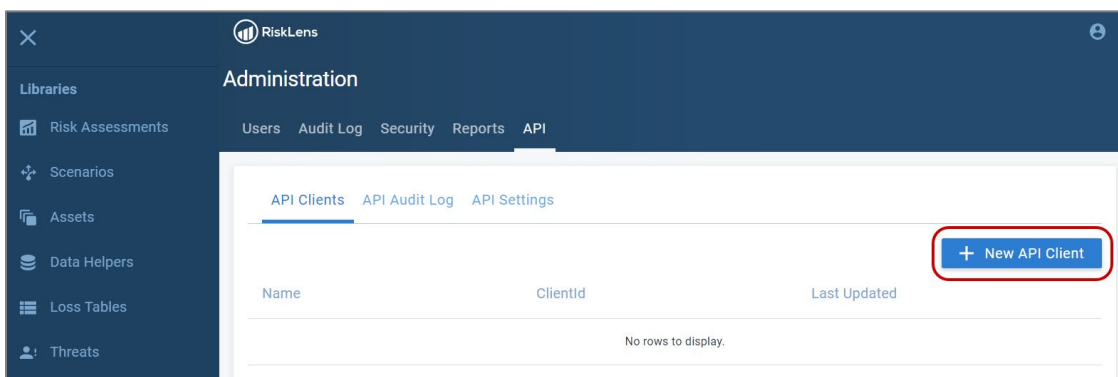 RiskLens
Administration
Users Audit Log Security Reports API
Libraries
Risk Assessments
Scenarios
Assets
Data Helpers
Loss Tables
Threats
API Clients API Audit Log API Settings
+ New API Client
Name ClientId Last Updated
No rows to display.